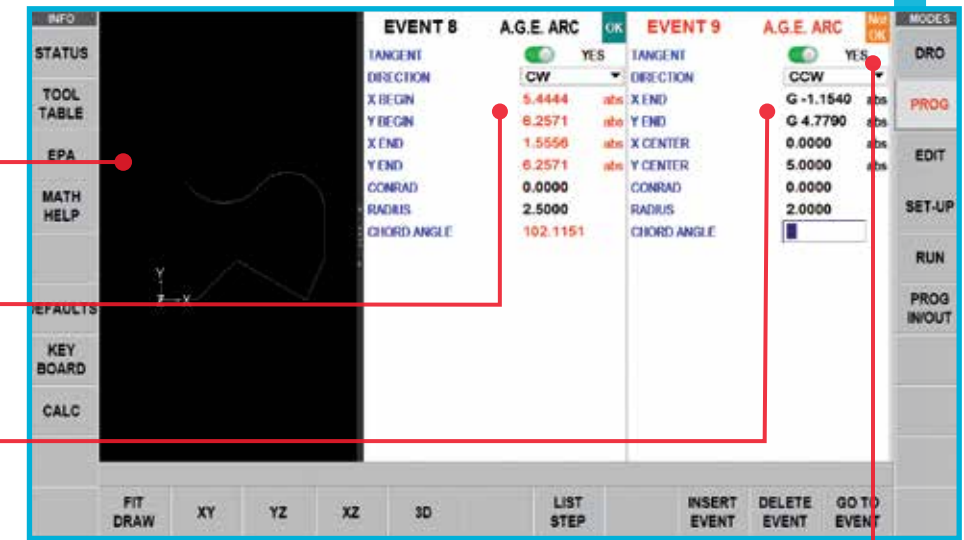 INFO
STATUS
TOOL TABLE
EPA
MATH HELP
DEFAULTS
KEY BOARD
CALC
Y
Z X
EVENT 8 A.G.E. ARC OK
TANGENT YES
DIRECTION CW
X BEGIN 5.4444 abs
Y BEGIN 6.2571 abs
X END 1.5556 abs
Y END 6.2571 abs
CONRAD 0.0000
RADIUS 2.5000
CHORD ANGLE 102.1151
EVENT 9 A.G.E. ARC Not OK
TANGENT YES
DIRECTION CCW
X END G -1.1540 abs
Y END G 4.7790 abs
X CENTER 0.0000 abs
Y CENTER 5.0000 abs
CONRAD 0.0000
RADIUS 2.0000
CHORD ANGLE
MODES
DRO
PROG
EDIT
SET-UP
RUN
PROG IN/OUT
FIT DRAW
XY
YZ
XZ
3D
LIST STEP
INSERT EVENT
DELETE EVENT
GO TO EVENT